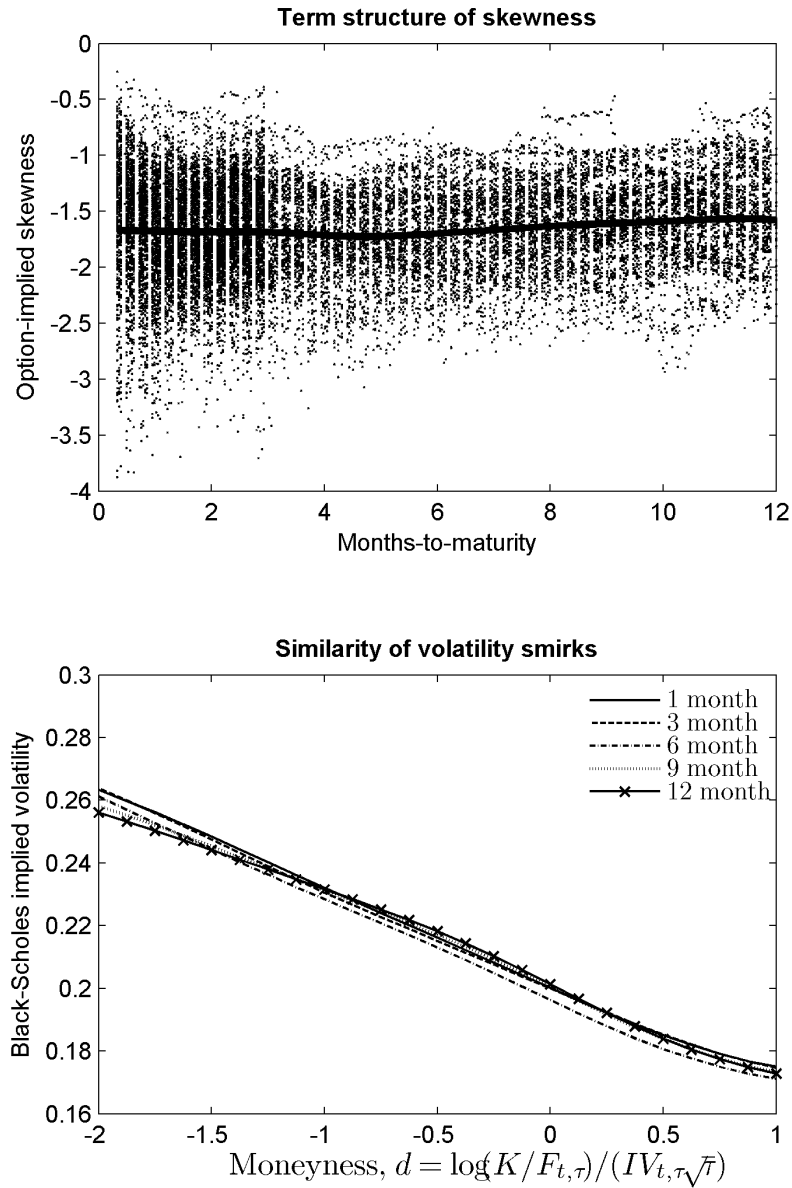 Term structure of skewness
0
-0.5
-1
-1.5
-2
-2.5
-3
-3.5
-4
Option-implied skewness
0 2 4 6 8 10 12
Months-to-maturity
Similarity of volatility smirks
0.3
0.28
0.26
0.24
0.22
0.2
0.18
0.16
Black-Scholes implied volatility
1 month
3 month
6 month
9 month
12 month
-2 -1.5 -1 -0.5 0 0.5 1
Moneyness, d = log(K/F_{t,τ})/(IV_{t,τ}√τ)